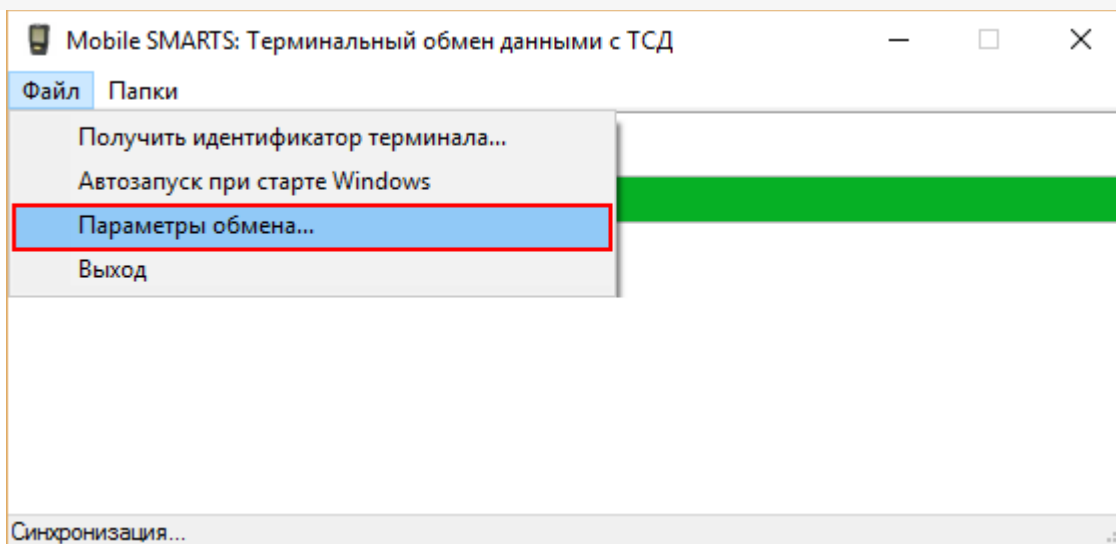 Mobile SMARTS: Терминальный обмен данными с ТСД
Файл Папки
Получить идентификатор терминала...
Автозапуск при старте Windows
Параметры обмена...
Выход
Синхронизация...